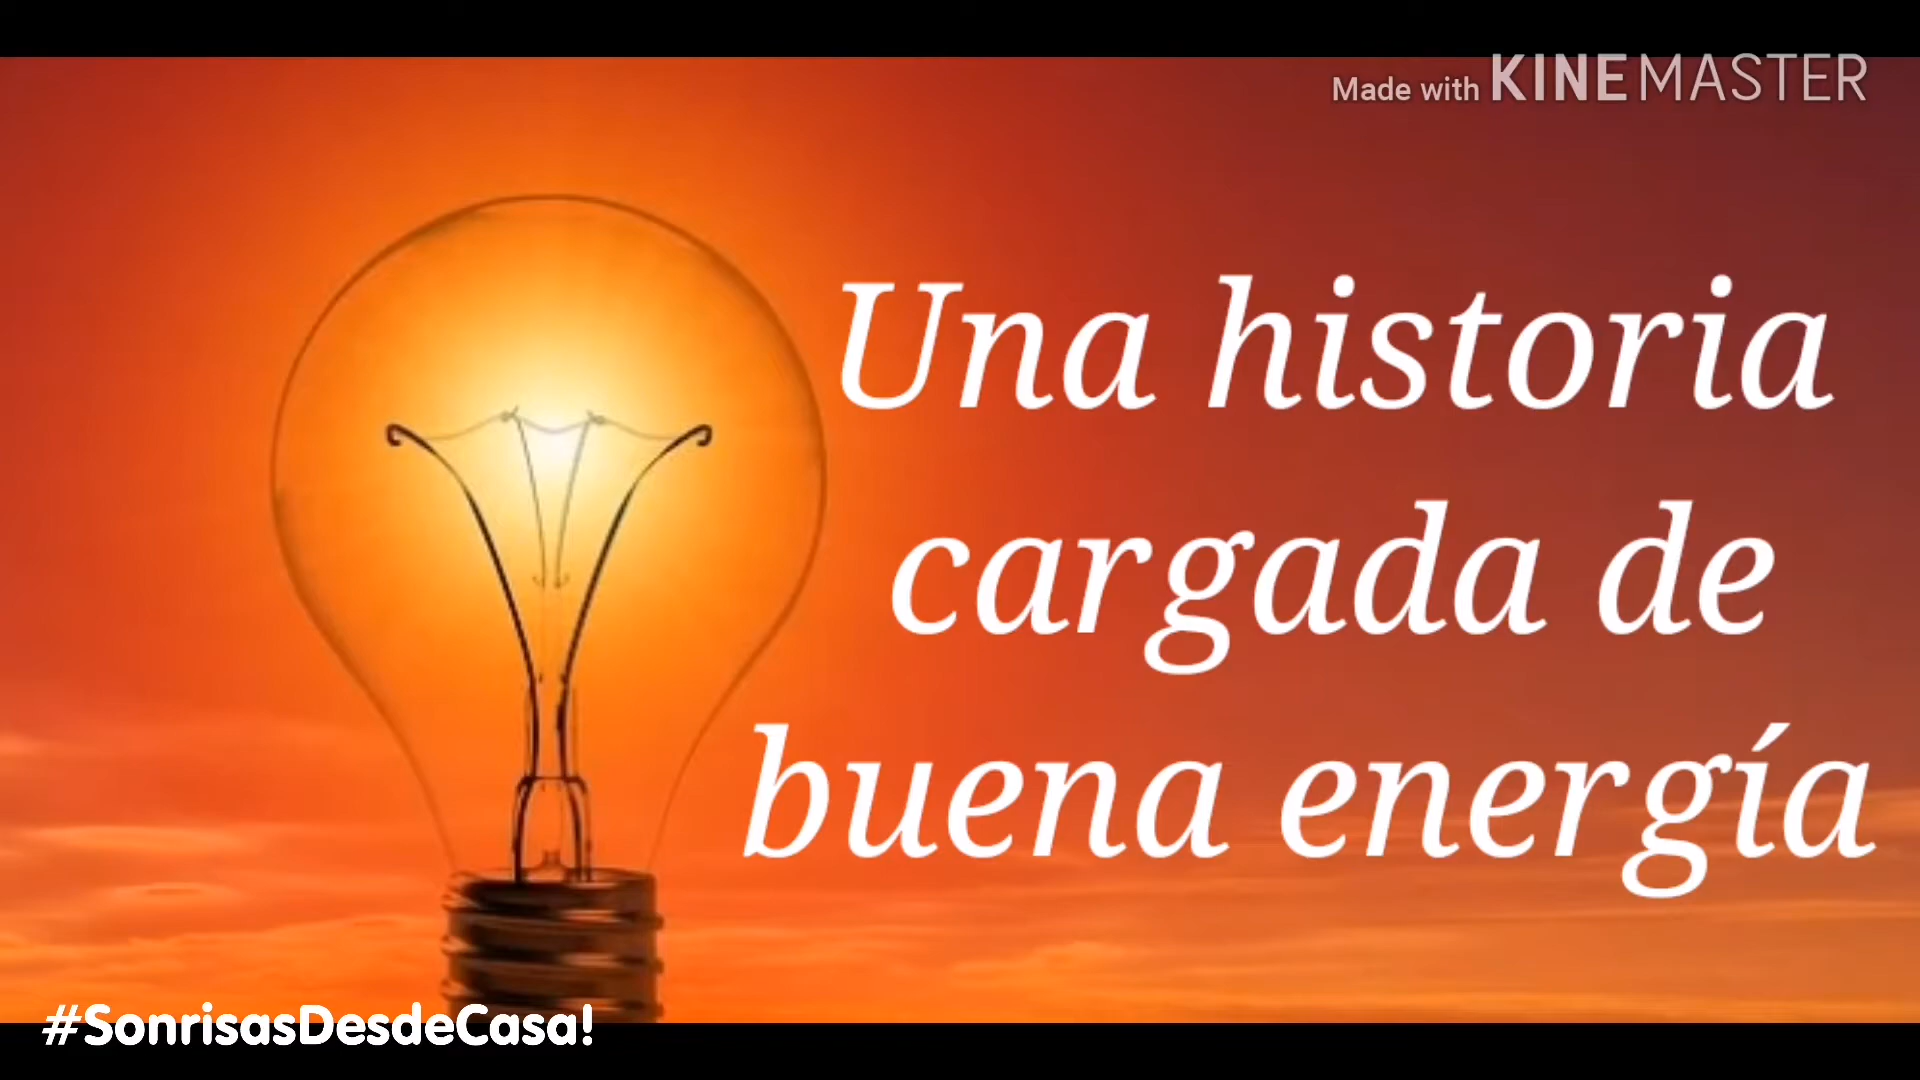 Made with KINEMASTER
Una historia
cargada de
buena energía
#SonrisasDesdeCasa!